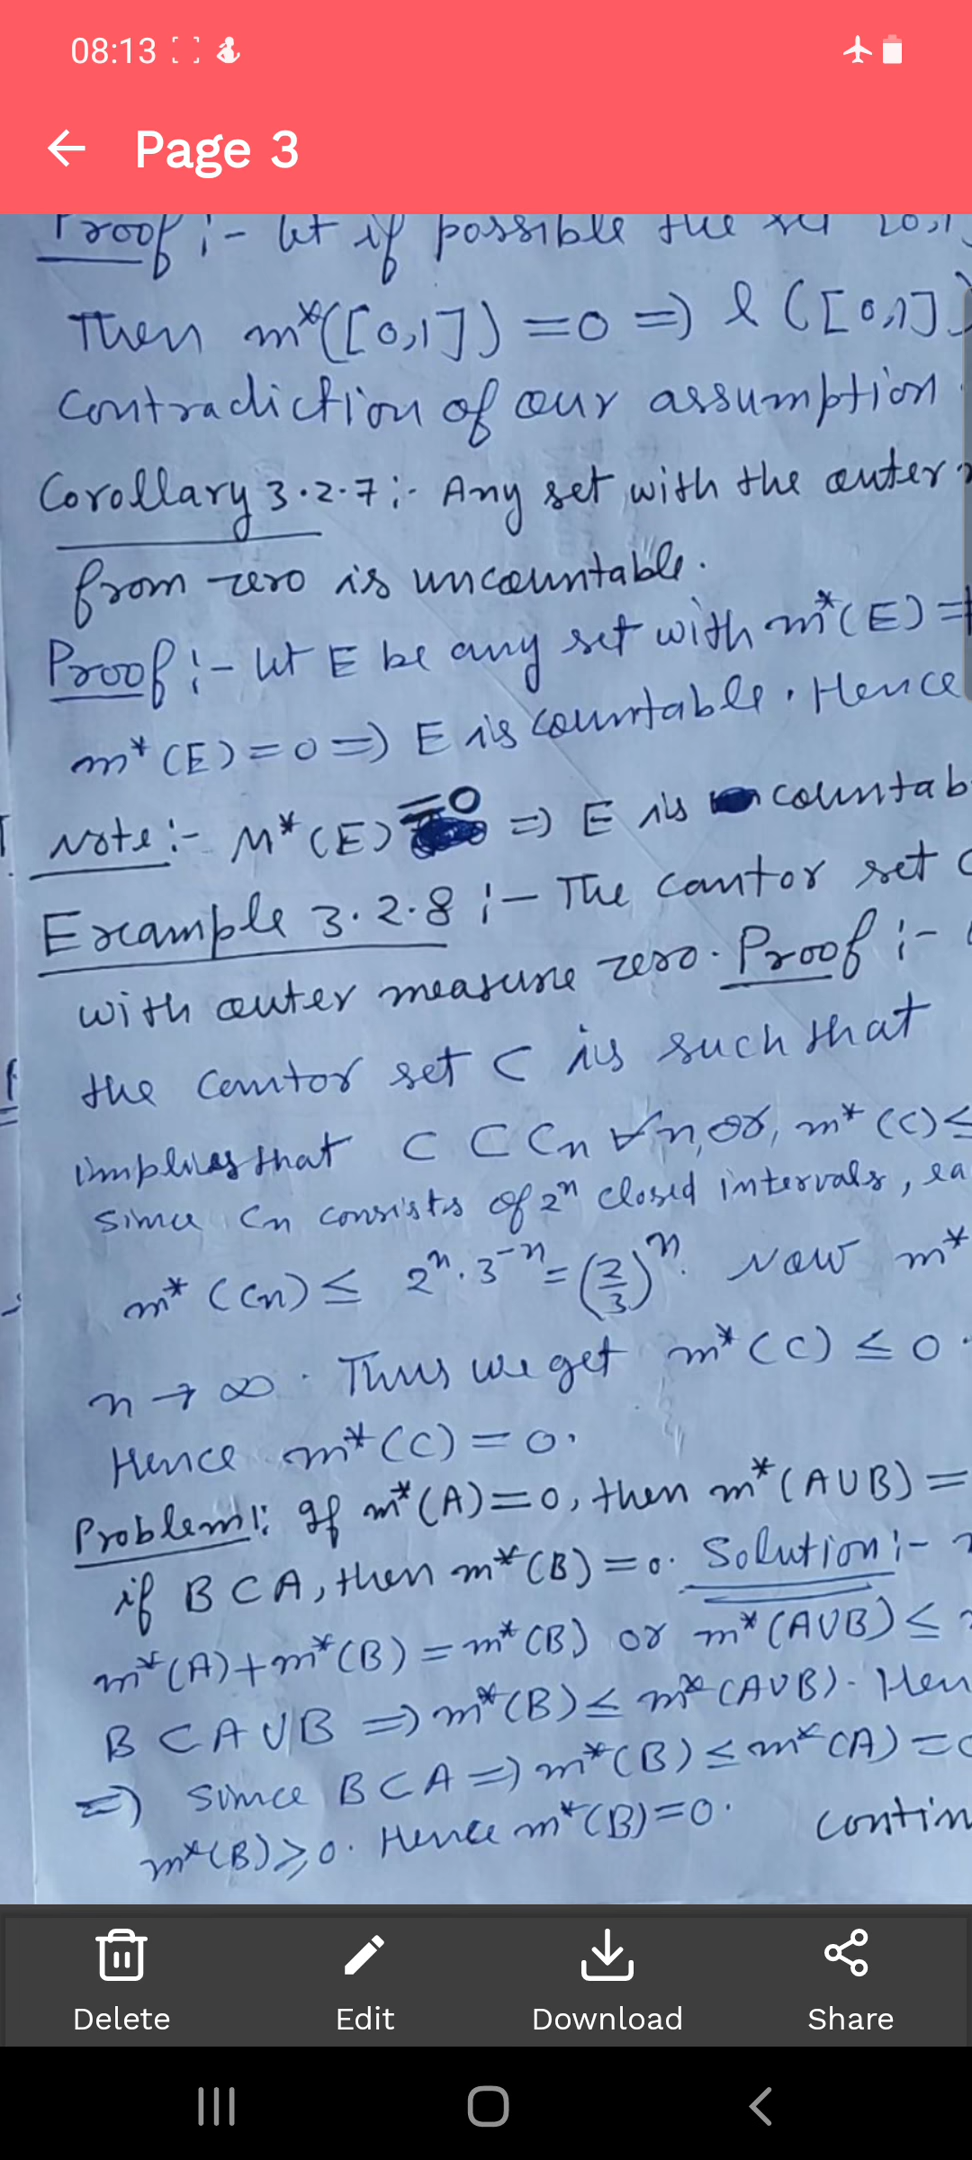 08:13
Page 3
Proof :- let if possible the set [0,1]
Then m*([0,1]) = 0 => l ([0,1])
contradiction of our assumption
Corollary 3.2.7 :- Any set with the outer
from zero is uncountable.
Proof :- let E be any set with m*(E) ≠
m*(E) = 0 => E is countable. Hence
Note :- M*(E) = 0 => E is countab
Example 3.2.8 :- The cantor set C
with outer measure zero. Proof :-
the cantor set C is such that
implies that C ⊂ Cn ∀ n, or, m*(C) ≤
since Cn consists of 2ⁿ closed intervals, ea
m*(Cn) ≤ 2ⁿ.3⁻ⁿ = (2/3)ⁿ. Now m*
n → ∞. Thus we get m*(C) ≤ 0.
Hence m*(C) = 0.
Problem 1: If m*(A) = 0, then m*(A∪B) =
if B ⊂ A, then m*(B) = 0. Solution :-
m*(A) + m*(B) = m*(B) or m*(A∪B) ≤
B ⊂ A ∪ B => m*(B) ≤ m*(A∪B). Hen
=> Since B ⊂ A => m*(B) ≤ m*(A) = 0
m*(B) ≥ 0. Hence m*(B) = 0. contin
Delete Edit Download Share